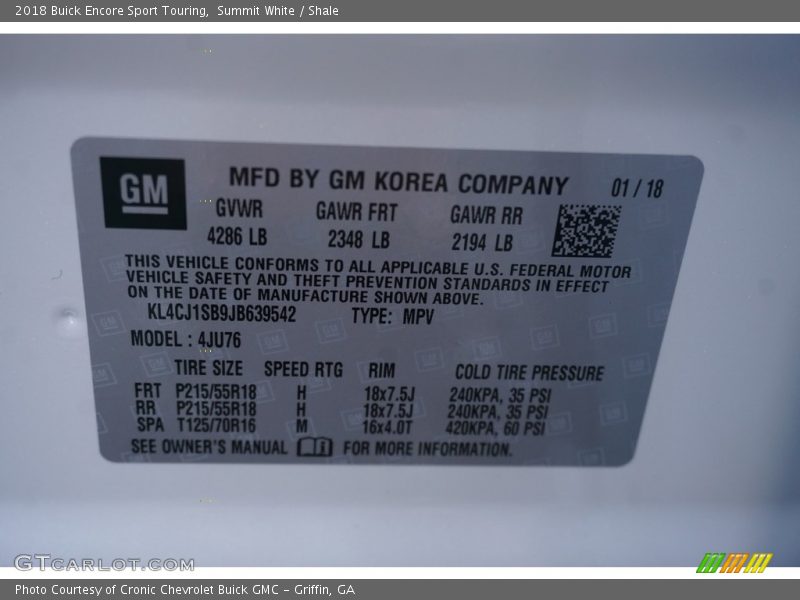 2018 Buick Encore Sport Touring,  Summit White / Shale
GM
MFD BY GM KOREA COMPANY 01 / 18
GVWR GAWR FRT GAWR RR
4286 LB 2348 LB 2194 LB
THIS VEHICLE CONFORMS TO ALL APPLICABLE U.S. FEDERAL MOTOR
VEHICLE SAFETY AND THEFT PREVENTION STANDARDS IN EFFECT
ON THE DATE OF MANUFACTURE SHOWN ABOVE.
KL4CJ1SB9JB639542 TYPE: MPV
MODEL : 4JU76
TIRE SIZE SPEED RTG RIM COLD TIRE PRESSURE
FRT P215/55R18 H 18x7.5J 240KPA, 35 PSI
RR P215/55R18 H 18x7.5J 240KPA, 35 PSI
SPA T125/70R16 M 16x4.0T 420KPA, 60 PSI
SEE OWNER'S MANUAL FOR MORE INFORMATION.
GTCARLOT.COM
Photo Courtesy of Cronic Chevrolet Buick GMC – Griffin, GA